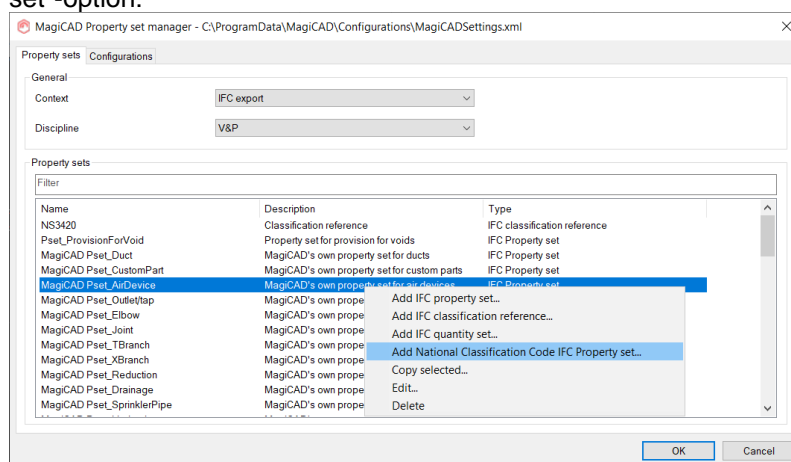 set"-option.
MagiCAD Property set manager - C:\ProgramData\MagiCAD\Configurations\MagiCADSettings.xml
Property sets Configurations
General
Context IFC export
Discipline V&P
Property sets
Filter
Name Description Type
NS3420 Classification reference IFC classification reference
Pset_ProvisionForVoid Property set for provision for voids IFC Property set
MagiCAD Pset_Duct MagiCAD's own property set for ducts IFC Property set
MagiCAD Pset_CustomPart MagiCAD's own property set for custom parts IFC Property set
MagiCAD Pset_AirDevice MagiCAD's own property set for air devices IFC Property set
MagiCAD Pset_Outlet/tap MagiCAD's own prope
Add IFC property set...
MagiCAD Pset_Elbow MagiCAD's own prope
Add IFC classification reference...
MagiCAD Pset_Joint MagiCAD's own prope
Add IFC quantity set...
MagiCAD Pset_TBranch MagiCAD's own prope
Add National Classification Code IFC Property set...
MagiCAD Pset_XBranch MagiCAD's own prope
Copy selected...
MagiCAD Pset_Reduction MagiCAD's own prope
Edit...
MagiCAD Pset_Drainage MagiCAD's own prope
Delete
MagiCAD Pset_SprinklerPipe MagiCAD's own prope
OK Cancel